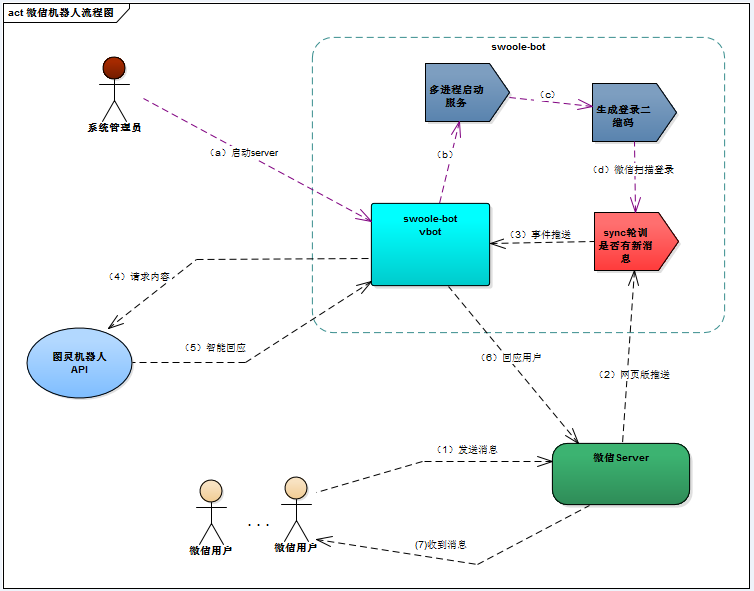 act 微信机器人流程图
swoole-bot
系统管理员
多进程启动
服务
（c）
生成登录二
维码
（a）启动server
（b）
（d）微信扫描登录
swoole-bot
vbot
（3）事件推送
sync轮训
是否有新消
息
（4）请求内容
图灵机器人
API
（5）智能回应
（6）回应用户
（2）网页版推送
（1）发送消息
微信Server
微信用户
. . .
微信用户
(7)收到消息